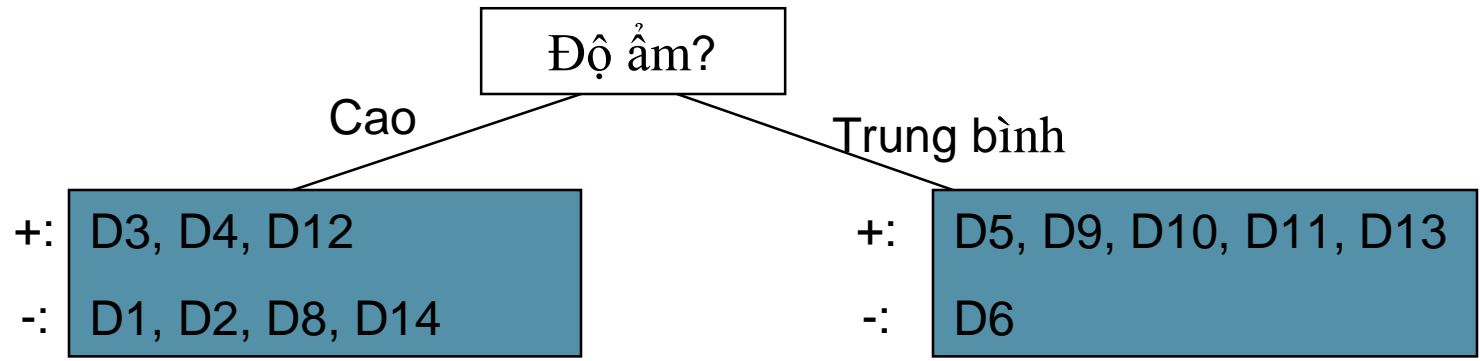 Độ ẩm?
Cao
Trung bình
+: D3, D4, D12
-: D1, D2, D8, D14
+: D5, D9, D10, D11, D13
-: D6